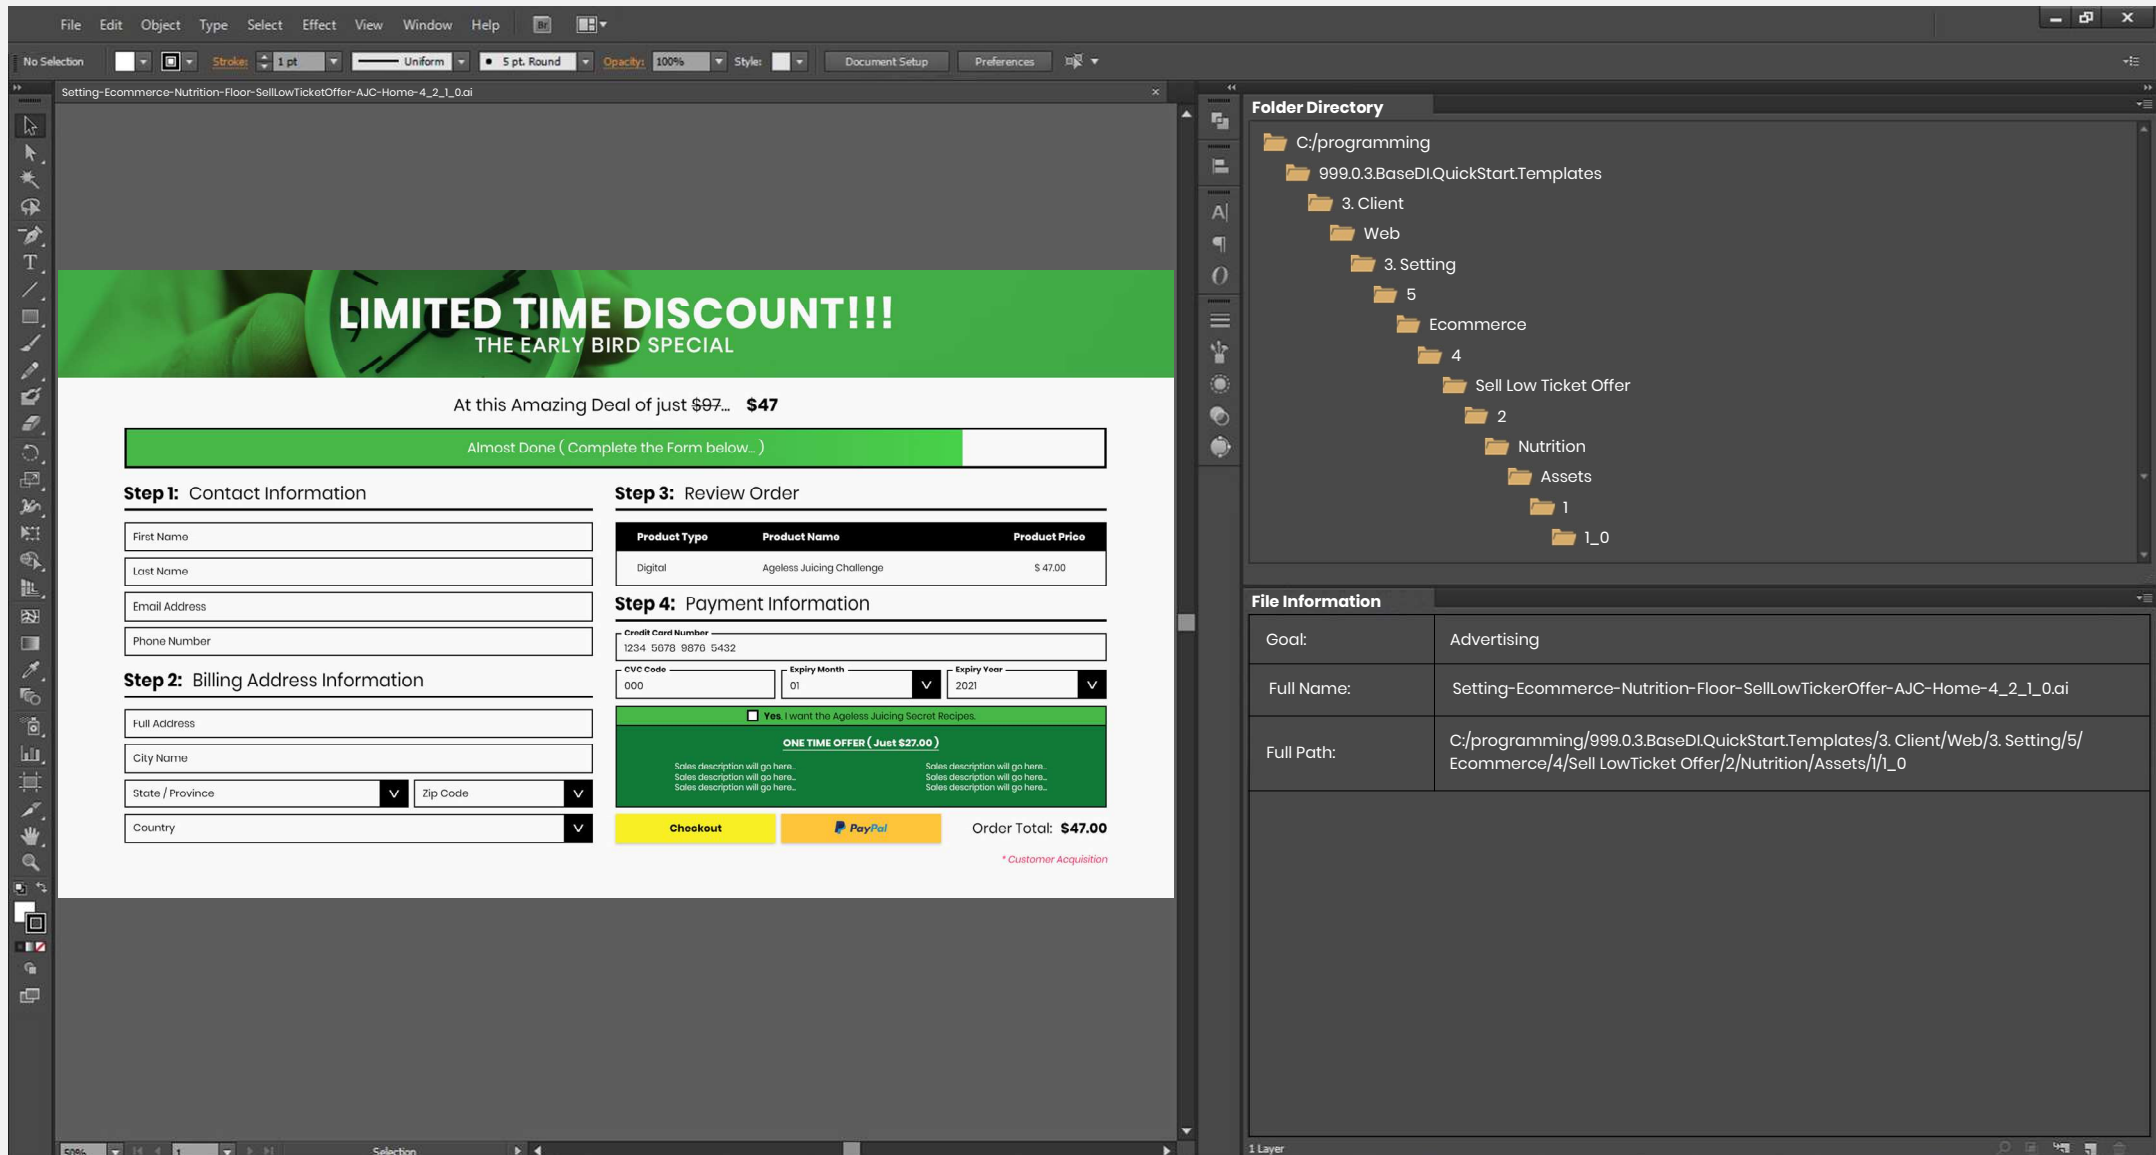 File Edit Object Type Select Effect View Window Help Br
No Selection Stroke: 1 pt Uniform 5 pt. Round Opacity: 100% Style: Document Setup Preferences
Setting-Ecommerce-Nutrition-Floor-SellLowTicketOffer-AJC-Home-4_2_1_0.ai
LIMITED TIME DISCOUNT!!!
THE EARLY BIRD SPECIAL
At this Amazing Deal of just $97... $47
Almost Done ( Complete the Form below... )
Step 1: Contact Information
First Name
Last Name
Email Address
Phone Number
Step 2: Billing Address Information
Full Address
City Name
State / Province Zip Code
Country
Step 3: Review Order
Product Type Product Name Product Price
Digital Ageless Juicing Challenge $ 47.00
Step 4: Payment Information
Credit Card Number
1234 5678 9876 5432
CVC Code Expiry Month Expiry Year
000 01 2021
Yes, I want the Ageless Juicing Secret Recipes.
ONE TIME OFFER ( Just $27.00 )
Sales description will go here... Sales description will go here...
Sales description will go here... Sales description will go here...
Sales description will go here... Sales description will go here...
Checkout PayPal Order Total: $47.00
* Customer Acquisition
50% 1 Selection
Folder Directory
C:/programming
999.0.3.BaseDI.QuickStart.Templates
3. Client
Web
3. Setting
5
Ecommerce
4
Sell Low Ticket Offer
2
Nutrition
Assets
1
1_0
File Information
Goal: Advertising
Full Name: Setting-Ecommerce-Nutrition-Floor-SellLowTickerOffer-AJC-Home-4_2_1_0.ai
Full Path: C:/programming/999.0.3.BaseDI.QuickStart.Templates/3. Client/Web/3. Setting/5/
Ecommerce/4/Sell LowTicket Offer/2/Nutrition/Assets/1/1_0
1 Layer